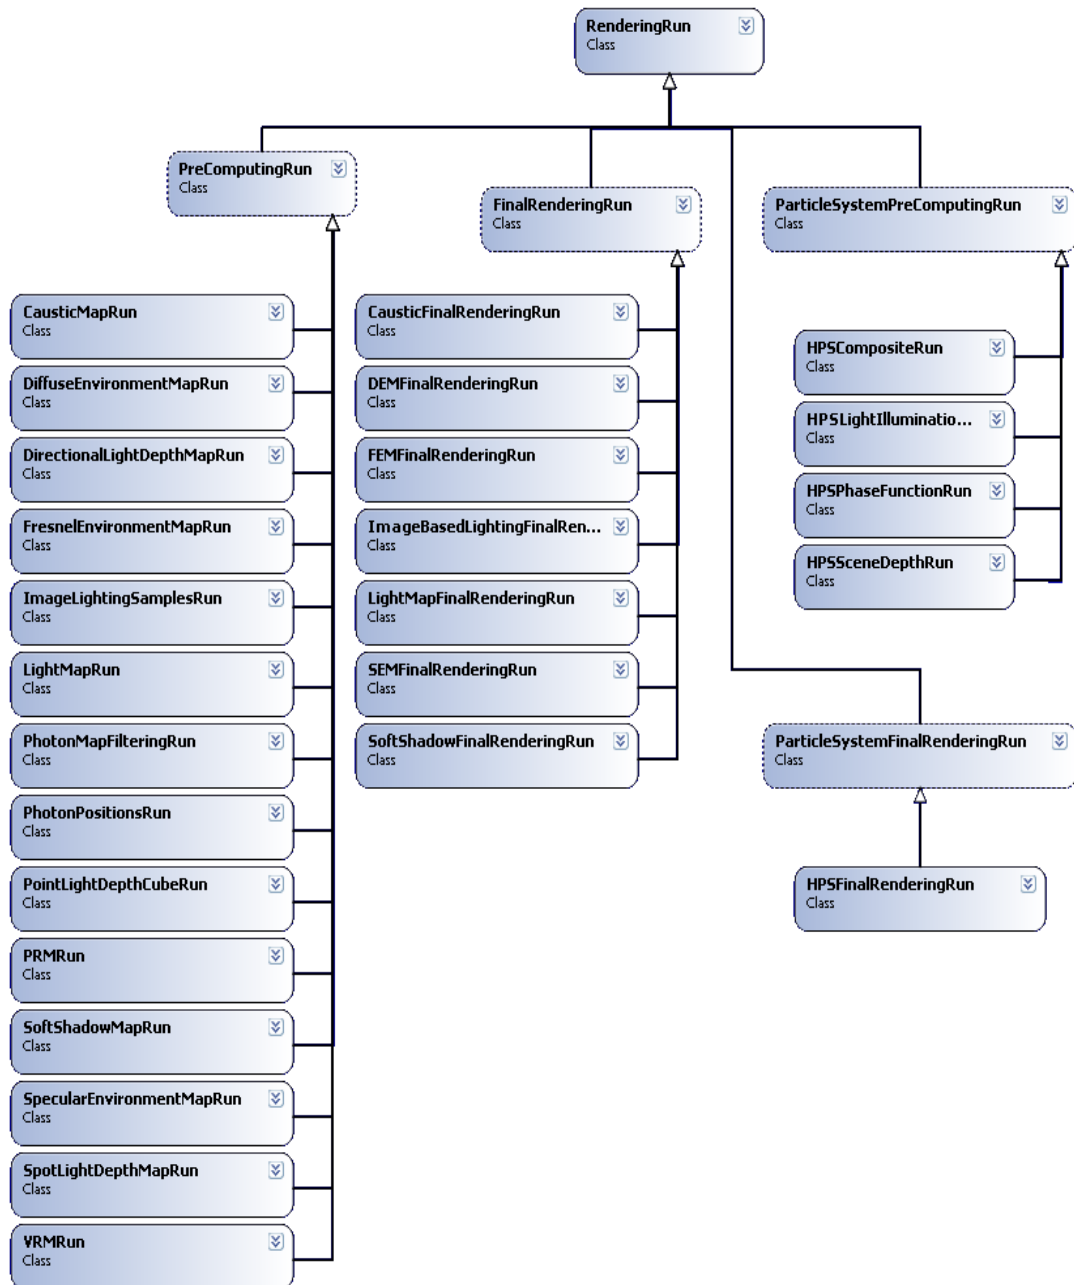 RenderingRun
Class
PreComputingRun
Class
FinalRenderingRun
Class
ParticleSystemPreComputingRun
Class
CausticMapRun
Class
DiffuseEnvironmentMapRun
Class
DirectionalLightDepthMapRun
Class
FresnelEnvironmentMapRun
Class
ImageLightingSamplesRun
Class
LightMapRun
Class
PhotonMapFilteringRun
Class
PhotonPositionsRun
Class
PointLightDepthCubeRun
Class
PRMRun
Class
SoftShadowMapRun
Class
SpecularEnvironmentMapRun
Class
SpotLightDepthMapRun
Class
VRMRun
Class
CausticFinalRenderingRun
Class
DEMFinalRenderingRun
Class
FEMFinalRenderingRun
Class
ImageBasedLightingFinalRen...
Class
LightMapFinalRenderingRun
Class
SEMFinalRenderingRun
Class
SoftShadowFinalRenderingRun
Class
HPSCompositeRun
Class
HPSLightIlluminatio...
Class
HPSPhaseFunctionRun
Class
HPSSceneDepthRun
Class
ParticleSystemFinalRenderingRun
Class
HPSFinalRenderingRun
Class